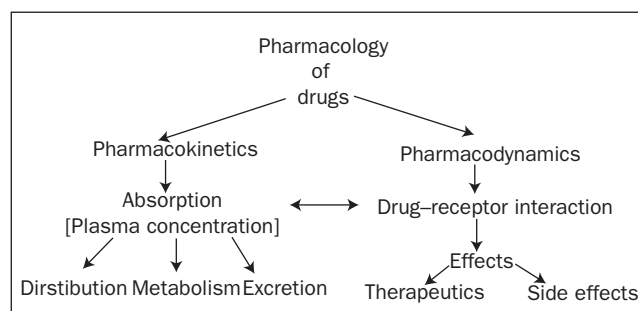 Pharmacology
of
drugs
Pharmacokinetics
Pharmacodynamics
Absorption
[Plasma concentration]
Drug–receptor interaction
Effects
Dirstibution Metabolism Excretion
Therapeutics
Side effects